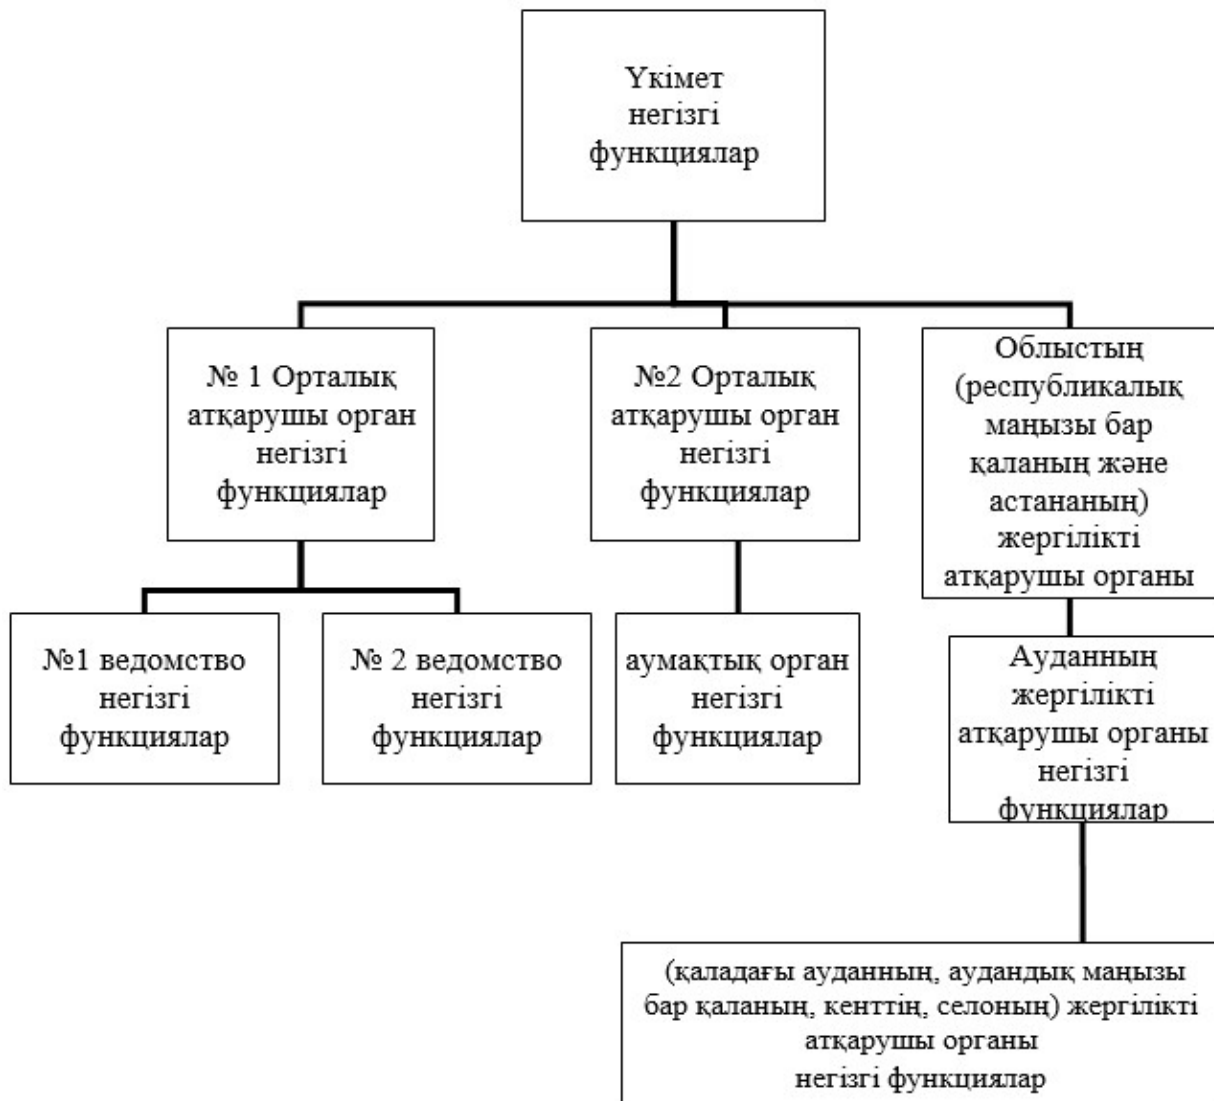 Үкімет
негізгі
функциялар
№ 1 Орталық
атқарушы орган
негізгі
функциялар
№2 Орталық
атқарушы орган
негізгі
функциялар
Облыстың
(республикалық
маңызы бар
қаланың және
астананың)
жергілікті
атқарушы органы
№1 ведомство
негізгі
функциялар
№ 2 ведомство
негізгі
функциялар
аумақтық орган
негізгі
функциялар
Ауданның
жергілікті
атқарушы органы
негізгі
функциялар
(қаладағы ауданның, аудандық маңызы
бар қаланың, кенттің, селоның) жергілікті
атқарушы органы
негізгі функциялар